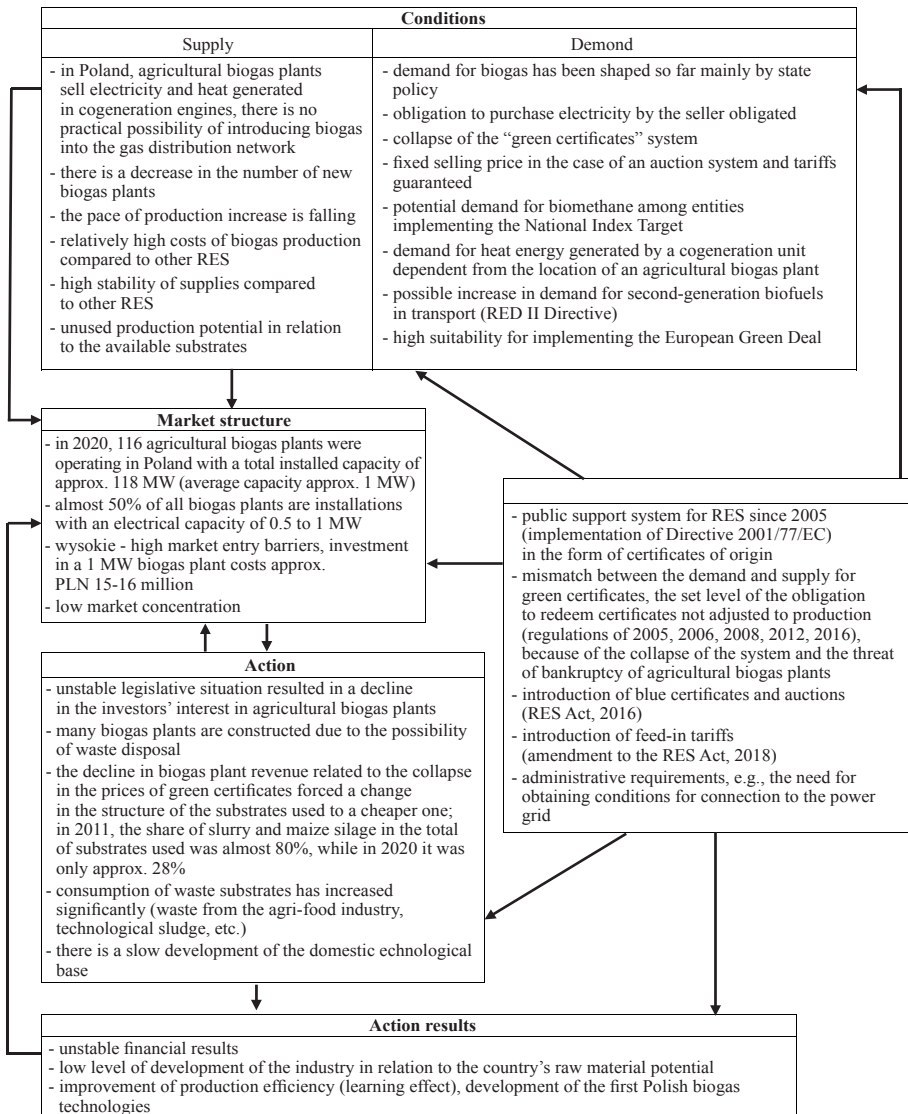 Conditions
Supply
- in Poland, agricultural biogas plants
sell electricity and heat generated
in cogeneration engines, there is no
practical possibility of introducing biogas
into the gas distribution network
- there is a decrease in the number of new
biogas plants
- the pace of production increase is falling
- relatively high costs of biogas production
compared to other RES
- high stability of supplies compared
to other RES
- unused production potential in relation
to the available substrates
Demond
- demand for biogas has been shaped so far mainly by state
policy
- obligation to purchase electricity by the seller obligated
- collapse of the “green certificates” system
- fixed selling price in the case of an auction system and tariffs
guaranteed
- potential demand for biomethane among entities
implementing the National Index Target
- demand for heat energy generated by a cogeneration unit
dependent from the location of an agricultural biogas plant
- possible increase in demand for second-generation biofuels
in transport (RED II Directive)
- high suitability for implementing the European Green Deal
Market structure
- in 2020, 116 agricultural biogas plants were
operating in Poland with a total installed capacity of
approx. 118 MW (average capacity approx. 1 MW)
- almost 50% of all biogas plants are installations
with an electrical capacity of 0.5 to 1 MW
- wysokie - high market entry barriers, investment
in a 1 MW biogas plant costs approx.
PLN 15-16 million
- low market concentration
- public support system for RES since 2005
(implementation of Directive 2001/77/EC)
in the form of certificates of origin
- mismatch between the demand and supply for
green certificates, the set level of the obligation
to redeem certificates not adjusted to production
(regulations of 2005, 2006, 2008, 2012, 2016),
because of the collapse of the system and the threat
of bankruptcy of agricultural biogas plants
- introduction of blue certificates and auctions
(RES Act, 2016)
- introduction of feed-in tariffs
(amendment to the RES Act, 2018)
- administrative requirements, e.g., the need for
obtaining conditions for connection to the power
grid
Action
- unstable legislative situation resulted in a decline
in the investors’ interest in agricultural biogas plants
- many biogas plants are constructed due to the possibility
of waste disposal
- the decline in biogas plant revenue related to the collapse
in the prices of green certificates forced a change
in the structure of the substrates used to a cheaper one;
in 2011, the share of slurry and maize silage in the total
of substrates used was almost 80%, while in 2020 it was
only approx. 28%
- consumption of waste substrates has increased
significantly (waste from the agri-food industry,
technological sludge, etc.)
- there is a slow development of the domestic echnological
base
Action results
- unstable financial results
- low level of development of the industry in relation to the country’s raw material potential
- improvement of production efficiency (learning effect), development of the first Polish biogas
technologies